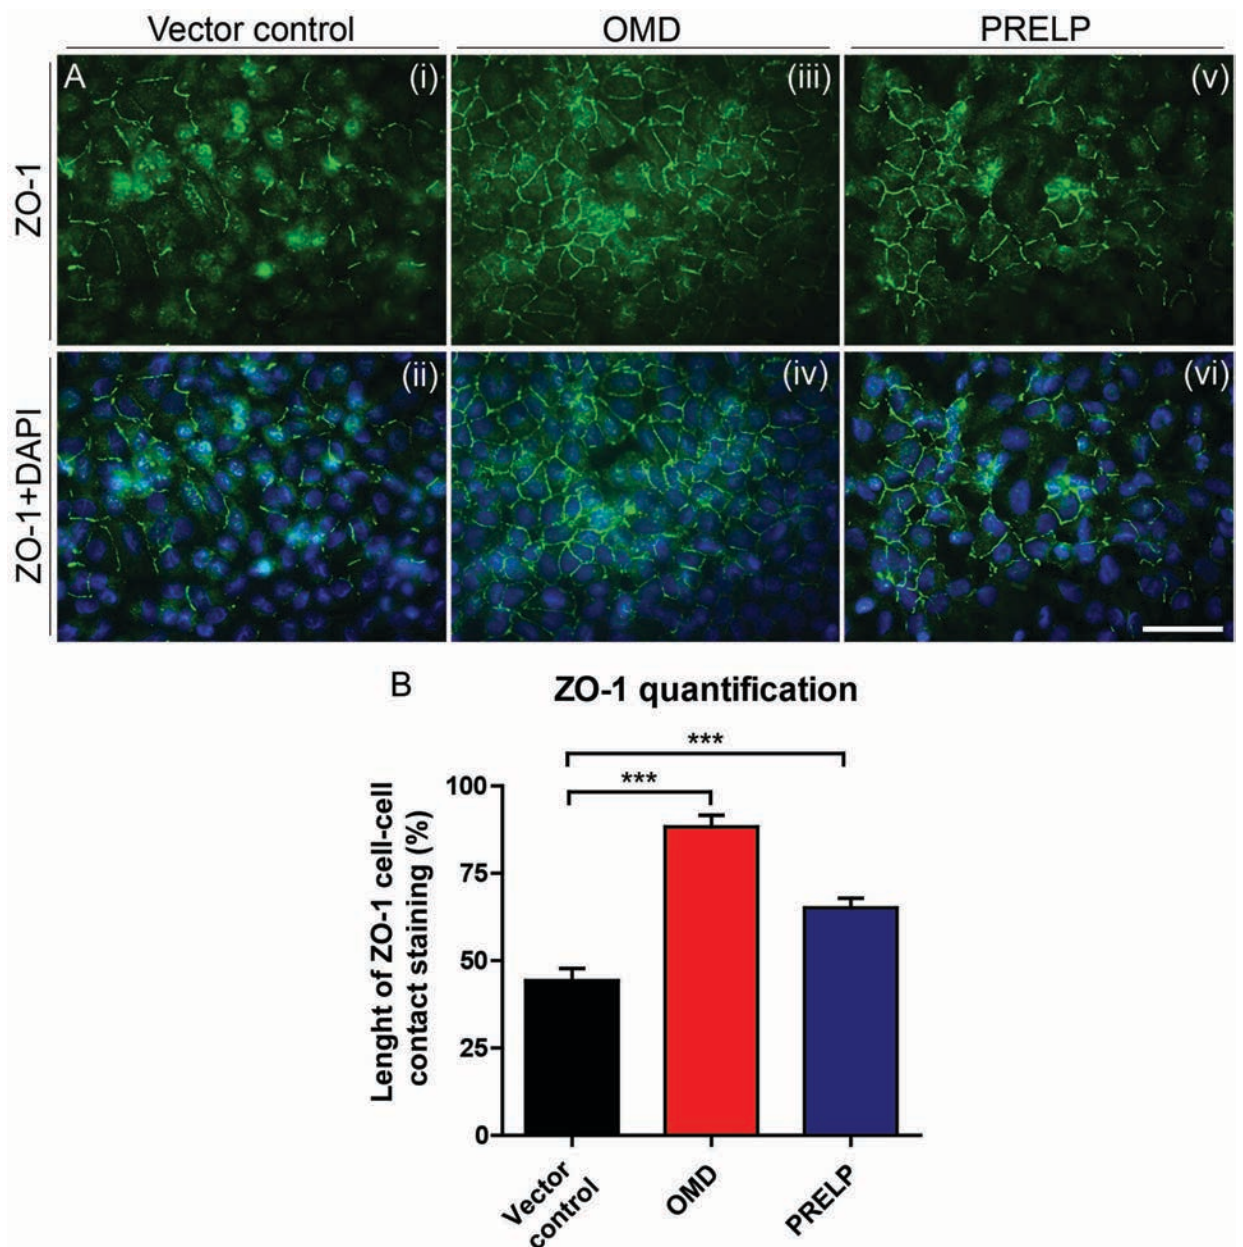 Vector control OMD PRELP
A (i) (iii) (v)
ZO-1
(ii) (iv) (vi)
ZO-1+DAPI
B ZO-1 quantification
***
***
Lenght of ZO-1 cell-cell
contact staining (%)
100
75
50
25
0
Vector
control
OMD
PRELP